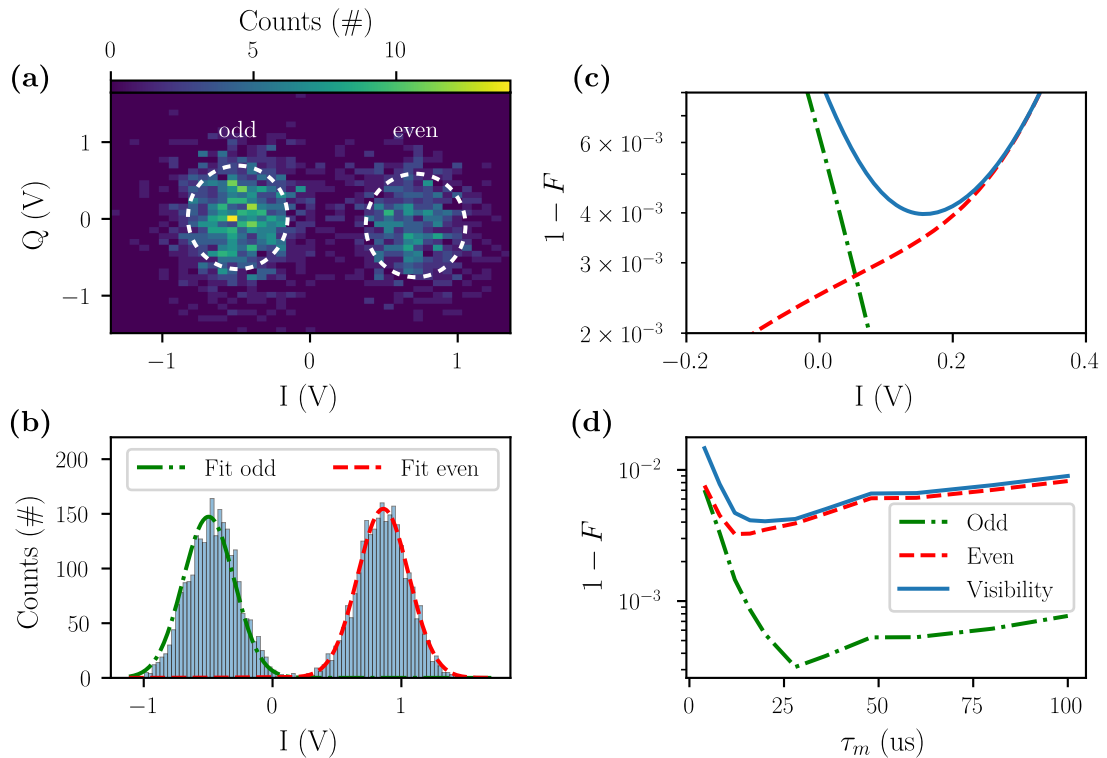 Counts (#)
0 5 10
(a)
odd even
Q (V)
1
0
−1
−1 0 1
I (V)
(c)
1 − F
6 × 10⁻³
4 × 10⁻³
3 × 10⁻³
2 × 10⁻³
−0.2 0.0 0.2 0.4
I (V)
(b)
Fit odd Fit even
Counts (#)
200
150
100
50
0
−1 0 1
I (V)
(d)
1 − F
10⁻²
10⁻³
Odd
Even
Visibility
0 25 50 75 100
τₘ (us)